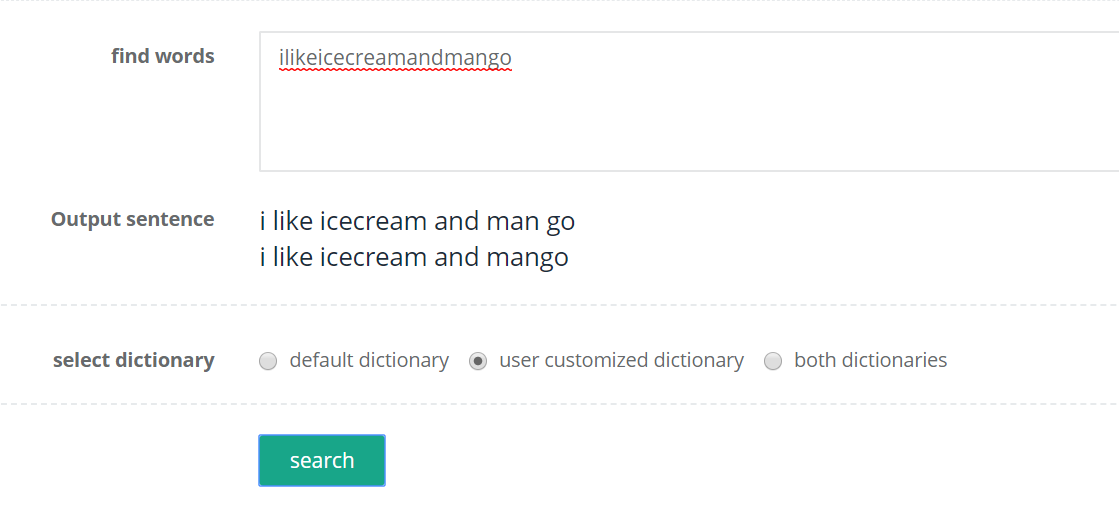 find words
ilikeicecreamandmango
Output sentence
i like icecream and man go
i like icecream and mango
select dictionary
default dictionary
user customized dictionary
both dictionaries
search